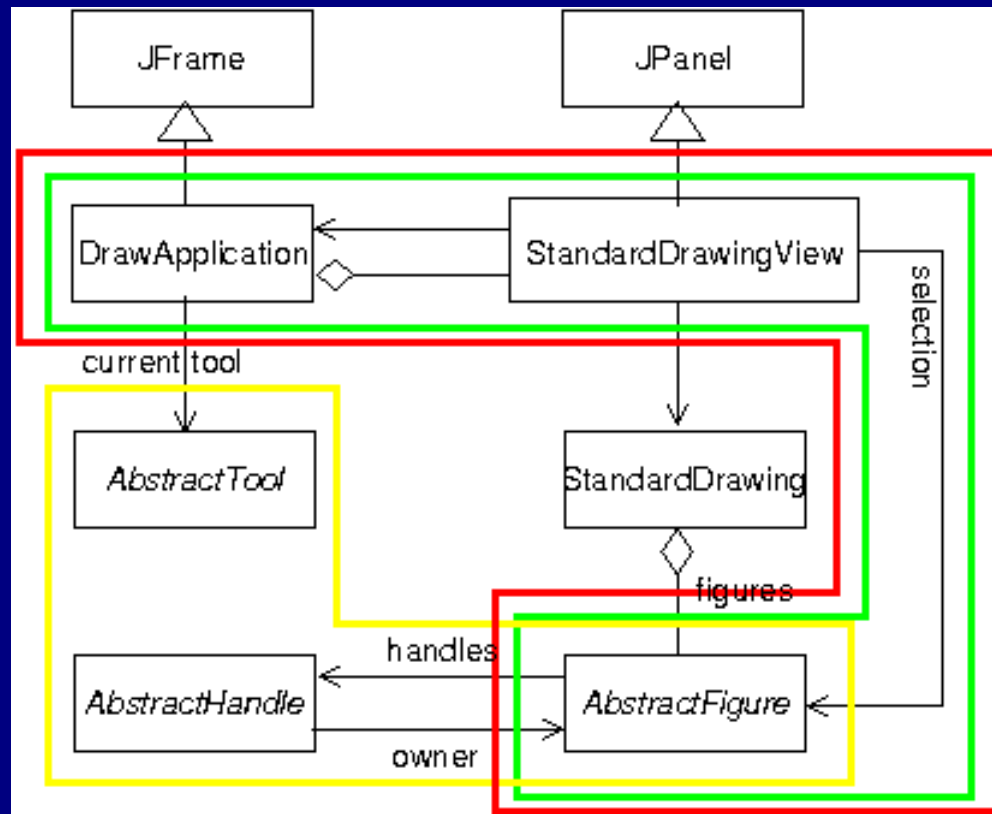 JFrame
JPanel
DrawApplication
StandardDrawingView
selection
current tool
AbstractTool
StandardDrawing
figures
handles
AbstractHandle
AbstractFigure
owner